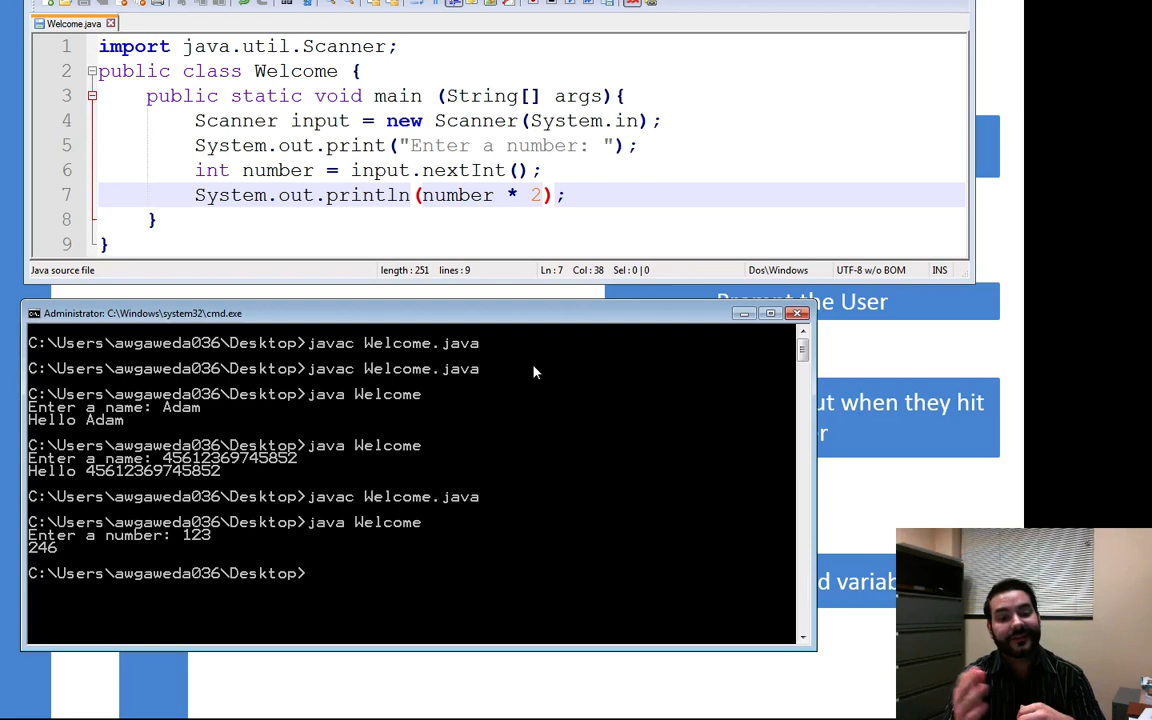 Welcome.java
1 import java.util.Scanner;
2 public class Welcome {
3 public static void main (String[] args){
4 Scanner input = new Scanner(System.in);
5 System.out.print("Enter a number: ");
6 int number = input.nextInt();
7 System.out.println(number * 2);
8 }
9 }
Java source file length : 251 lines : 9 Ln : 7 Col : 38 Sel : 0 | 0 Dos\Windows UTF-8 w/o BOM INS
the User
Administrator: C:\Windows\system32\cmd.exe
C:\Users\awgaweda036\Desktop>javac Welcome.java
C:\Users\awgaweda036\Desktop>javac Welcome.java
C:\Users\awgaweda036\Desktop>java Welcome
Enter a name: Adam
Hello Adam
C:\Users\awgaweda036\Desktop>java Welcome
Enter a name: 45612369745852
Hello 45612369745852
C:\Users\awgaweda036\Desktop>javac Welcome.java
C:\Users\awgaweda036\Desktop>java Welcome
Enter a number: 123
246
C:\Users\awgaweda036\Desktop>
ut when they hit
r
d variab